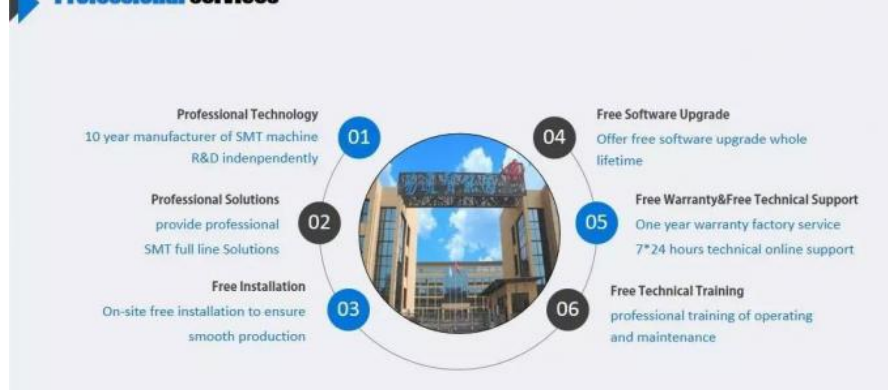 Professional Services
Professional Technology
01
10 year manufacturer of SMT machine
R&D indenpendently
Professional Solutions
02
provide professional
SMT full line Solutions
Free Installation
03
On-site free installation to ensure
smooth production
04
Free Software Upgrade
Offer free software upgrade whole
lifetime
05
Free Warranty&Free Technical Support
One year warranty factory service
7*24 hours technical online support
06
Free Technical Training
professional training of operating
and maintenance